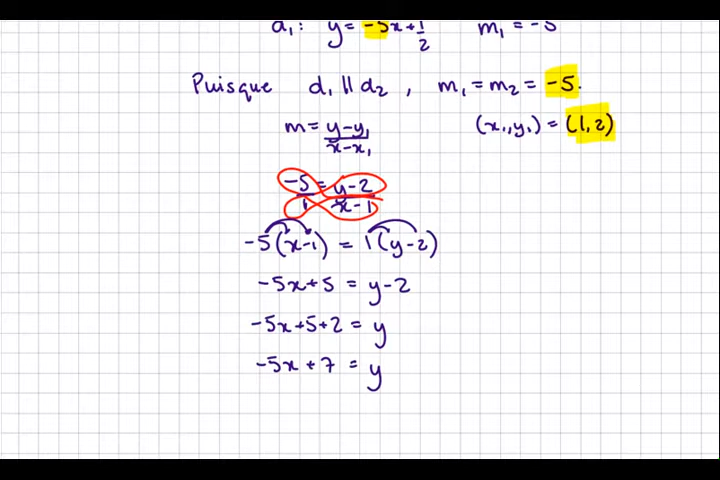 d₁ : y = -5x + 1/2 m₁ = -5
Puisque d₁ ∥ d₂ , m₁ = m₂ = -5.
m = (y-y₁)/(x-x₁) (x₁,y₁) = (1,2)
-5/1 = (y-2)/(x-1)
-5(x-1) = 1(y-2)
-5x+5 = y-2
-5x+5+2 = y
-5x+7 = y